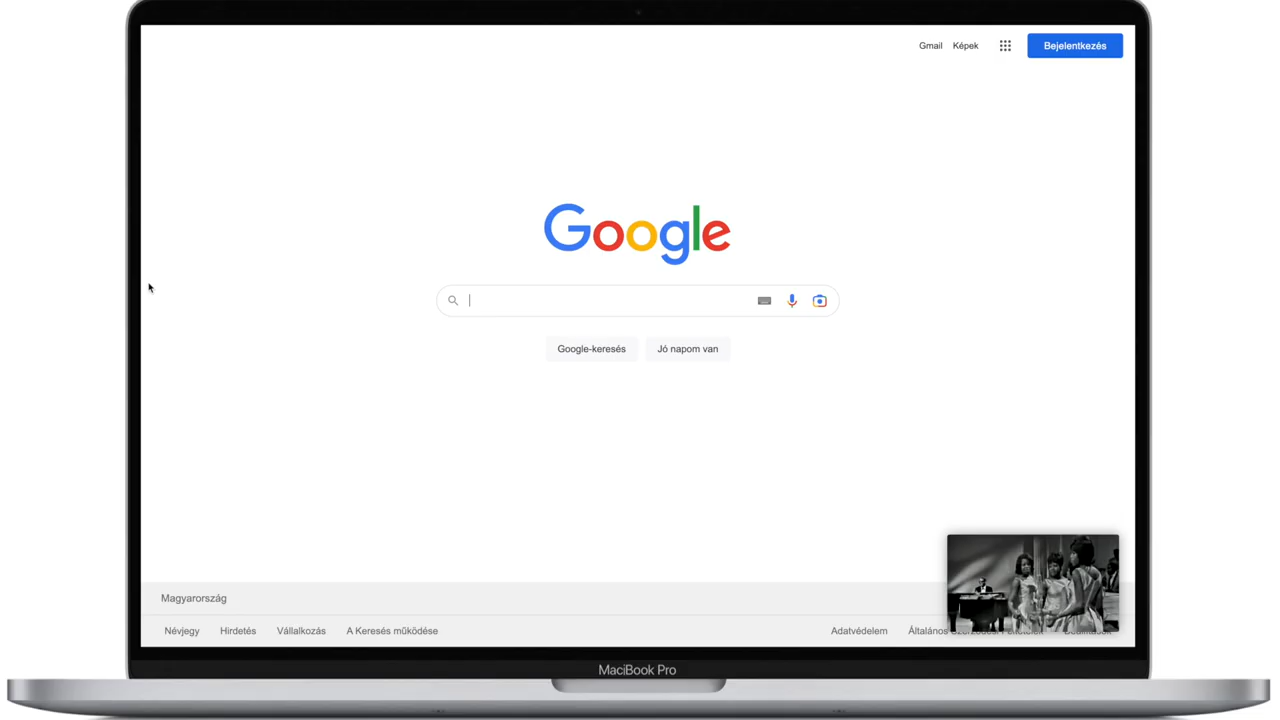 Gmail Képek Bejelentkezés
Google
Google-keresés Jó napom van
Magyarország
Névjegy Hirdetés Vállalkozás A Keresés működése Adatvédelem Általános
MaciBook Pro